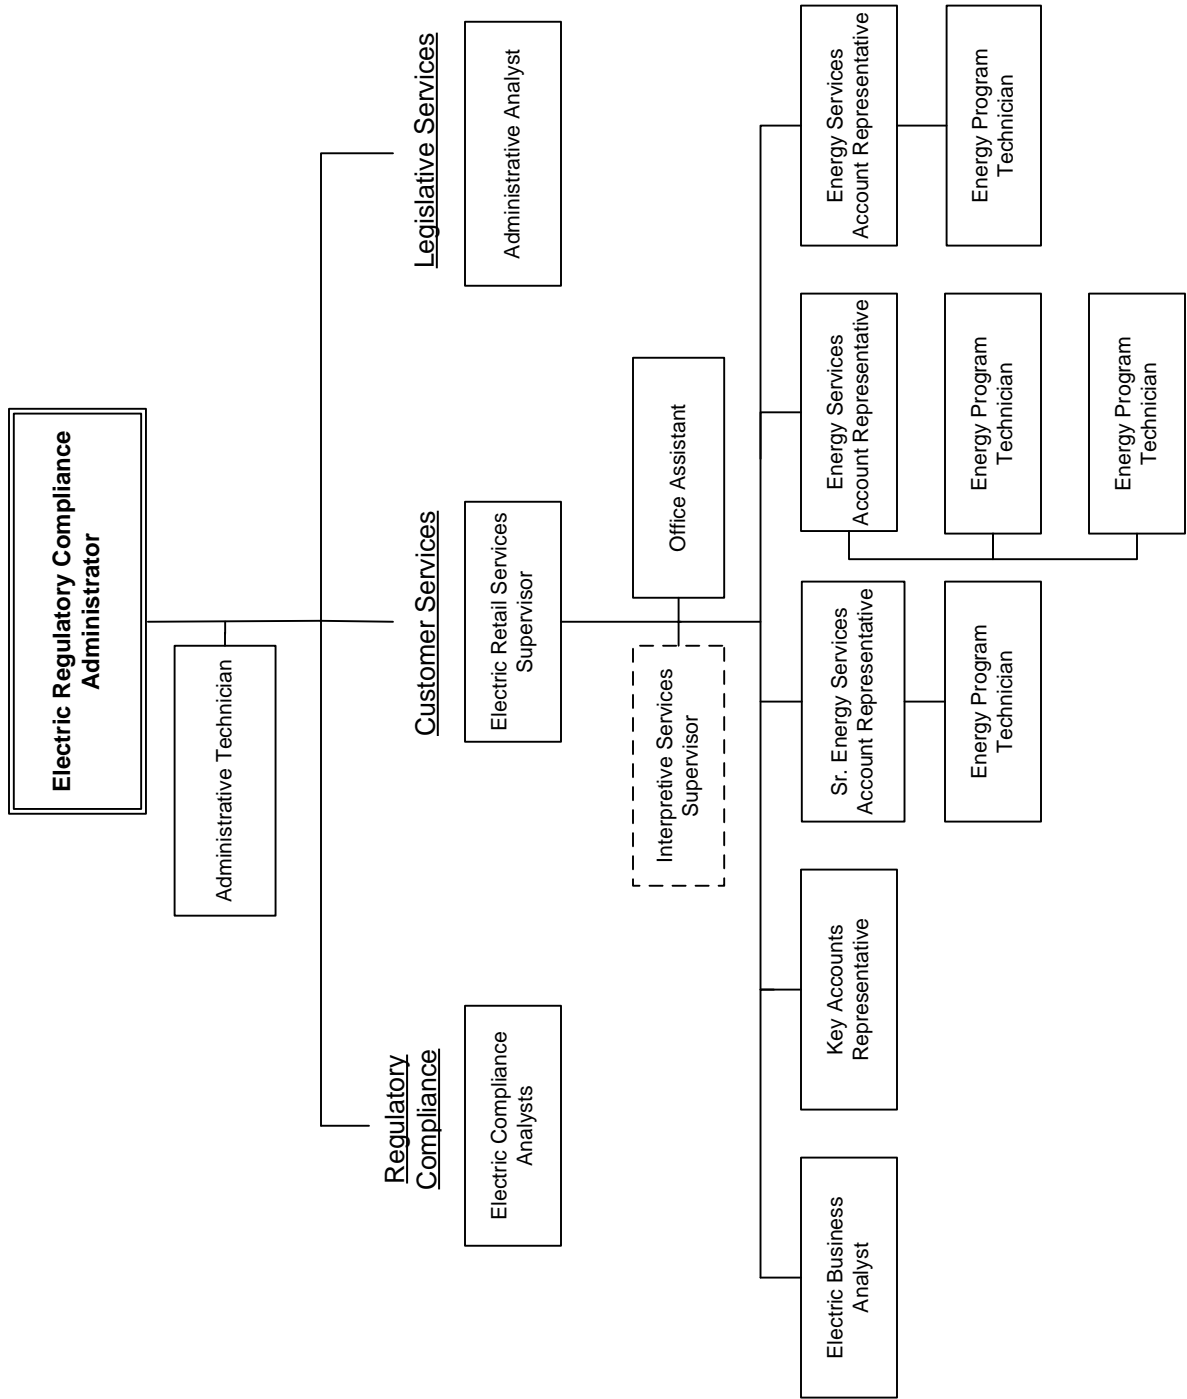 Electric Regulatory Compliance
Administrator
Administrative Technician
Regulatory
Compliance
Electric Compliance
Analysts
Customer Services
Electric Retail Services
Supervisor
Legislative Services
Administrative Analyst
Interpretive Services
Supervisor
Office Assistant
Electric Business
Analyst
Key Accounts
Representative
Sr. Energy Services
Account Representative
Energy Program
Technician
Energy Services
Account Representative
Energy Program
Technician
Energy Program
Technician
Energy Services
Account Representative
Energy Program
Technician